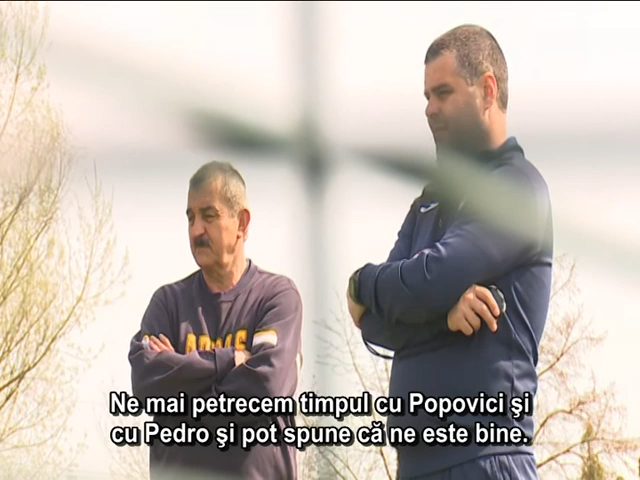 Ne mai petrecem timpul cu Popovici şi
cu Pedro şi pot spune că ne este bine.